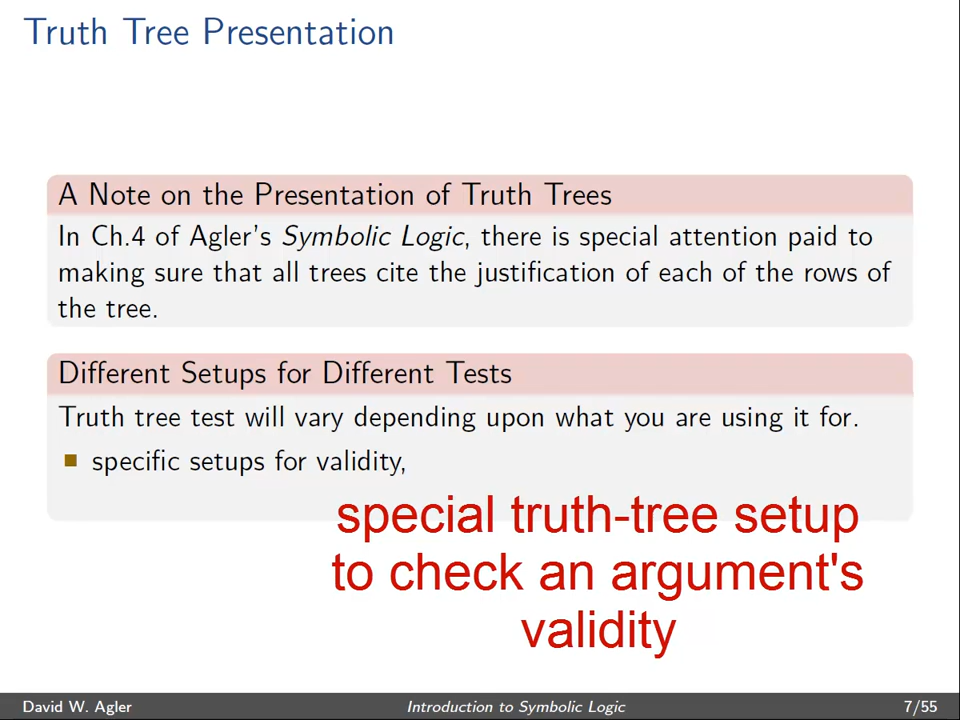 Truth Tree Presentation
A Note on the Presentation of Truth Trees
In Ch.4 of Agler's Symbolic Logic, there is special attention paid to
making sure that all trees cite the justification of each of the rows of
the tree.
Different Setups for Different Tests
Truth tree test will vary depending upon what you are using it for.
specific setups for validity,
special truth-tree setup
to check an argument's
validity
David W. Agler
Introduction to Symbolic Logic
7/55